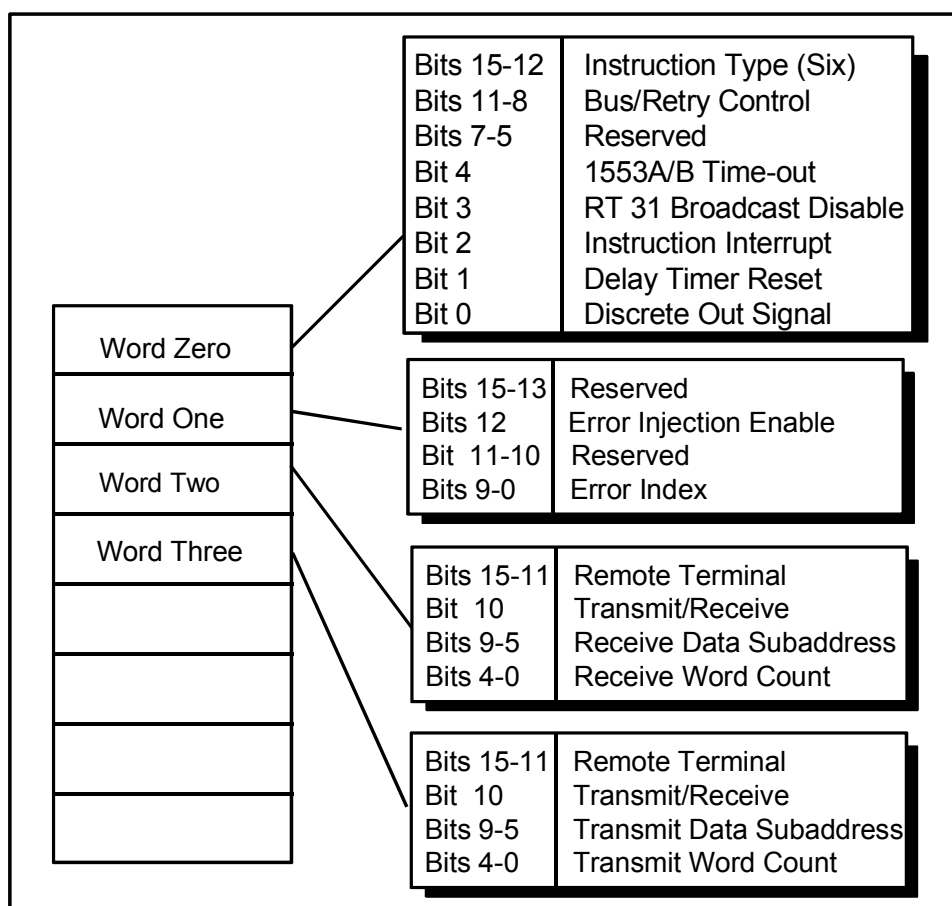 Bits 15-12 Instruction Type (Six)
Bits 11-8 Bus/Retry Control
Bits 7-5 Reserved
Bit 4 1553A/B Time-out
Bit 3 RT 31 Broadcast Disable
Bit 2 Instruction Interrupt
Bit 1 Delay Timer Reset
Bit 0 Discrete Out Signal
Word Zero
Word One
Word Two
Word Three
Bits 15-13 Reserved
Bits 12 Error Injection Enable
Bit 11-10 Reserved
Bits 9-0 Error Index
Bits 15-11 Remote Terminal
Bit 10 Transmit/Receive
Bits 9-5 Receive Data Subaddress
Bits 4-0 Receive Word Count
Bits 15-11 Remote Terminal
Bit 10 Transmit/Receive
Bits 9-5 Transmit Data Subaddress
Bits 4-0 Transmit Word Count